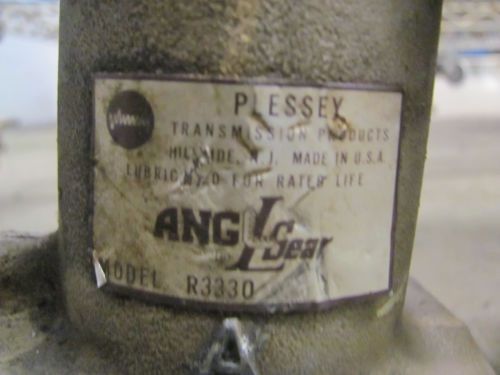 PLESSEY
TRANSMISSION PRODUCTS
HILLSIDE, N.J. MADE IN U.S.A.
LUBRICATED FOR RATED LIFE
ANGLgear
MODEL R3330
A